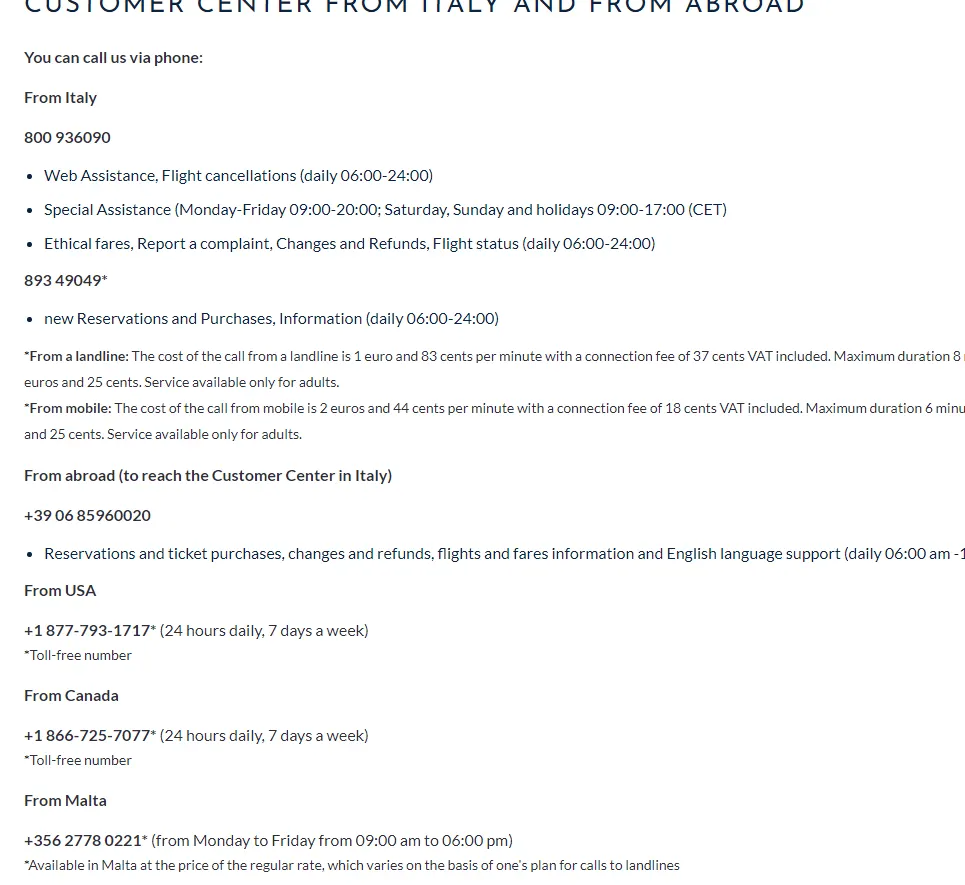 CUSTOMER CENTER FROM ITALY AND FROM ABROAD
You can call us via phone:
From Italy
800 936090
• Web Assistance, Flight cancellations (daily 06:00-24:00)
• Special Assistance (Monday-Friday 09:00-20:00; Saturday, Sunday and holidays 09:00-17:00 (CET)
• Ethical fares, Report a complaint, Changes and Refunds, Flight status (daily 06:00-24:00)
893 49049*
• new Reservations and Purchases, Information (daily 06:00-24:00)
*From a landline: The cost of the call from a landline is 1 euro and 83 cents per minute with a connection fee of 37 cents VAT included. Maximum duration 8
euros and 25 cents. Service available only for adults.
*From mobile: The cost of the call from mobile is 2 euros and 44 cents per minute with a connection fee of 18 cents VAT included. Maximum duration 6 minu
and 25 cents. Service available only for adults.
From abroad (to reach the Customer Center in Italy)
+39 06 85960020
• Reservations and ticket purchases, changes and refunds, flights and fares information and English language support (daily 06:00 am -1
From USA
+1 877-793-1717* (24 hours daily, 7 days a week)
*Toll-free number
From Canada
+1 866-725-7077* (24 hours daily, 7 days a week)
*Toll-free number
From Malta
+356 2778 0221* (from Monday to Friday from 09:00 am to 06:00 pm)
*Available in Malta at the price of the regular rate, which varies on the basis of one's plan for calls to landlines